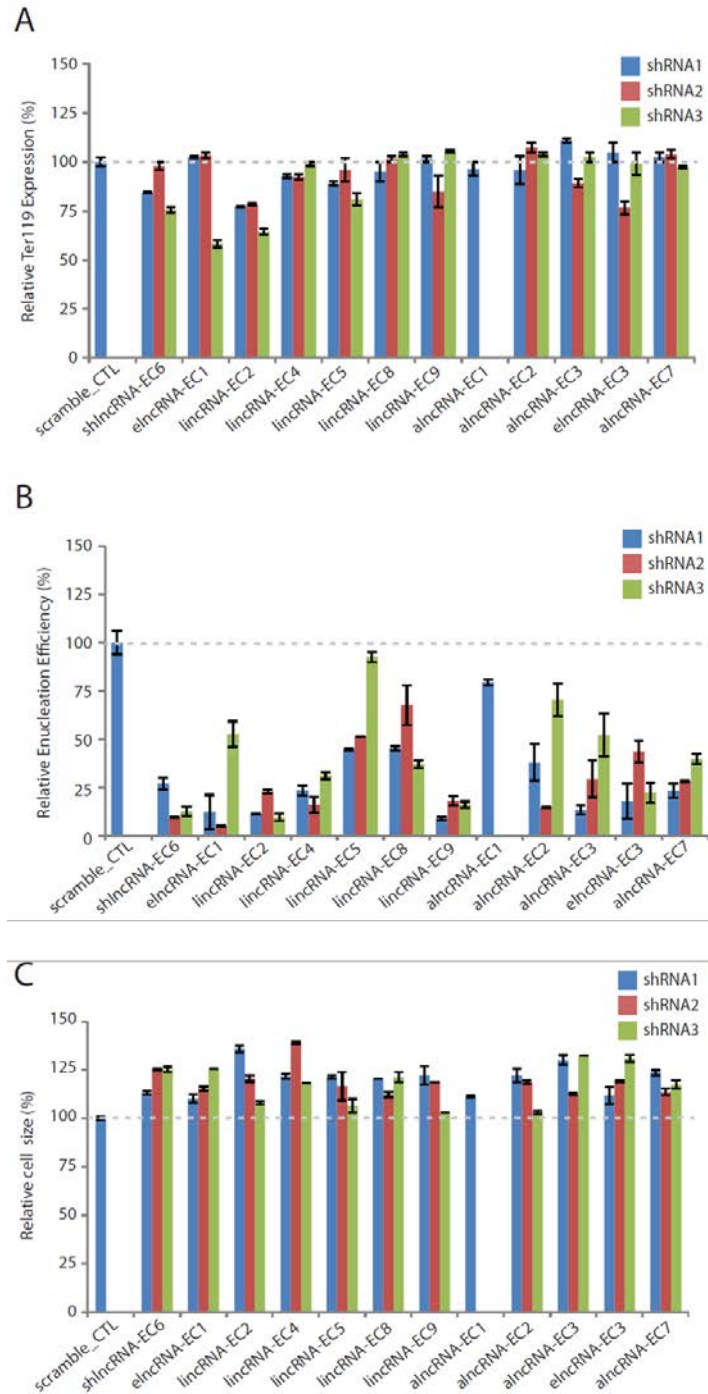 A
Relative Ter119 Expression (%)
150
125
100
75
50
25
0
shRNA1
shRNA2
shRNA3
scramble_CTL
shlncRNA-EC6
elncRNA-EC1
lincRNA-EC2
lincRNA-EC4
lincRNA-EC5
lincRNA-EC8
lincRNA-EC9
alncRNA-EC1
alncRNA-EC2
alncRNA-EC3
elncRNA-EC3
alncRNA-EC7
B
Relative Enucleation Efficiency (%)
150
125
100
75
50
25
0
shRNA1
shRNA2
shRNA3
scramble_CTL
shlncRNA-EC6
elncRNA-EC1
lincRNA-EC2
lincRNA-EC4
lincRNA-EC5
lincRNA-EC8
lincRNA-EC9
alncRNA-EC1
alncRNA-EC2
alncRNA-EC3
elncRNA-EC3
alncRNA-EC7
C
Relative cell size (%)
150
125
100
75
50
25
0
shRNA1
shRNA2
shRNA3
scramble_CTL
shlncRNA-EC6
elncRNA-EC1
lincRNA-EC2
lincRNA-EC4
lincRNA-EC5
lincRNA-EC8
lincRNA-EC9
alncRNA-EC1
alncRNA-EC2
alncRNA-EC3
elncRNA-EC3
alncRNA-EC7